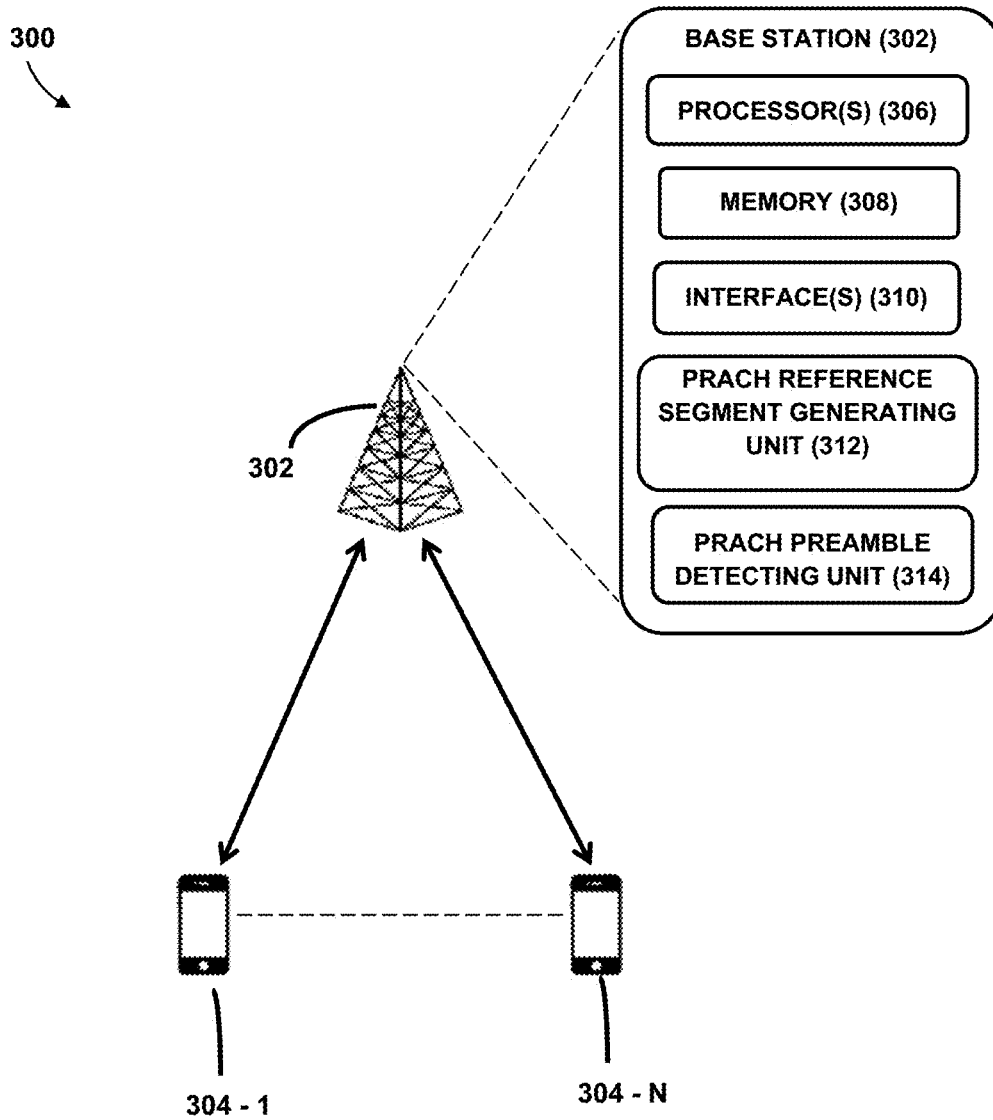 300
BASE STATION (302)
PROCESSOR(S) (306)
MEMORY (308)
INTERFACE(S) (310)
PRACH REFERENCE
SEGMENT GENERATING
UNIT (312)
PRACH PREAMBLE
DETECTING UNIT (314)
302
304 - 1
304 - N